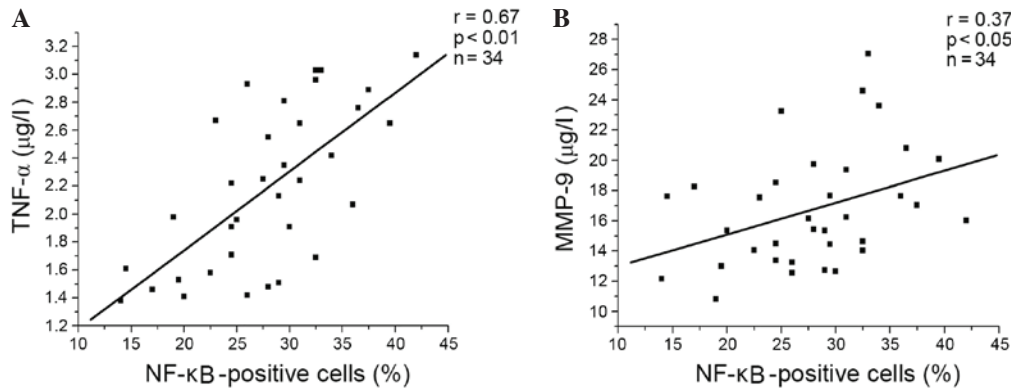 A
r = 0.67
p < 0.01
n = 34
3.2
3.0
2.8
2.6
2.4
2.2
2.0
1.8
1.6
1.4
1.2
TNF-α (μg/l)
10 15 20 25 30 35 40 45
NF-κB-positive cells (%)
B
r = 0.37
p < 0.05
n = 34
28
26
24
22
20
18
16
14
12
10
MMP-9 (μg/l)
10 15 20 25 30 35 40 45
NF-κB-positive cells (%)